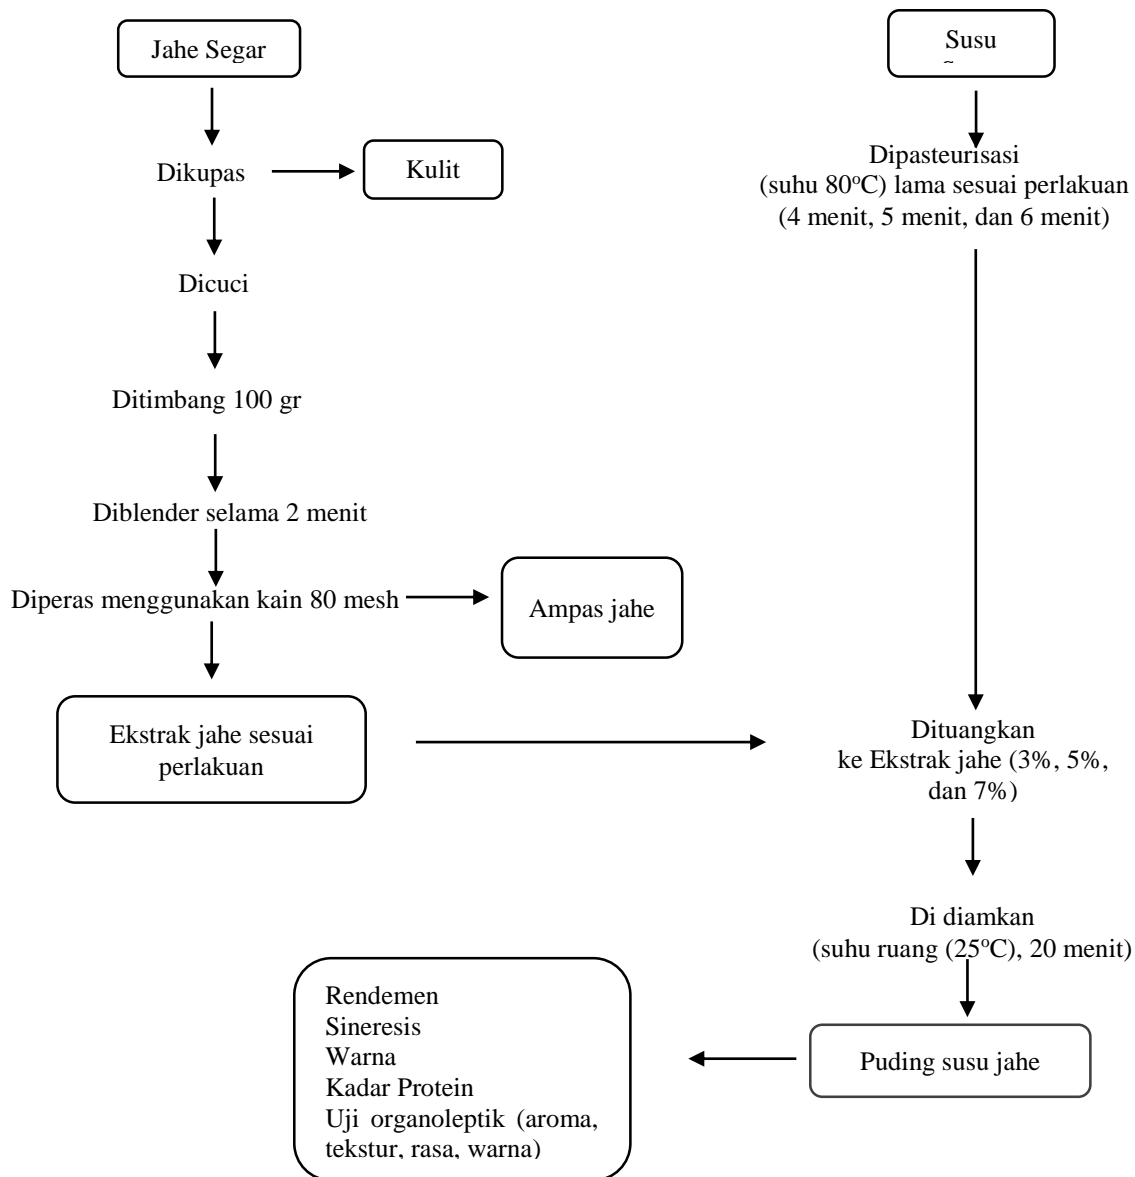 Jahe Segar
Dikupas
Kulit
Dicuci
Ditimbang 100 gr
Diblender selama 2 menit
Diperas menggunakan kain 80 mesh
Ampas jahe
Ekstrak jahe sesuai
perlakuan
Susu
Dipasteurisasi
(suhu 80°C) lama sesuai perlakuan
(4 menit, 5 menit, dan 6 menit)
Dituangkan
ke Ekstrak jahe (3%, 5%,
dan 7%)
Di diamkan
(suhu ruang (25°C), 20 menit)
Puding susu jahe
Rendemen
Sineresis
Warna
Kadar Protein
Uji organoleptik (aroma,
tekstur, rasa, warna)